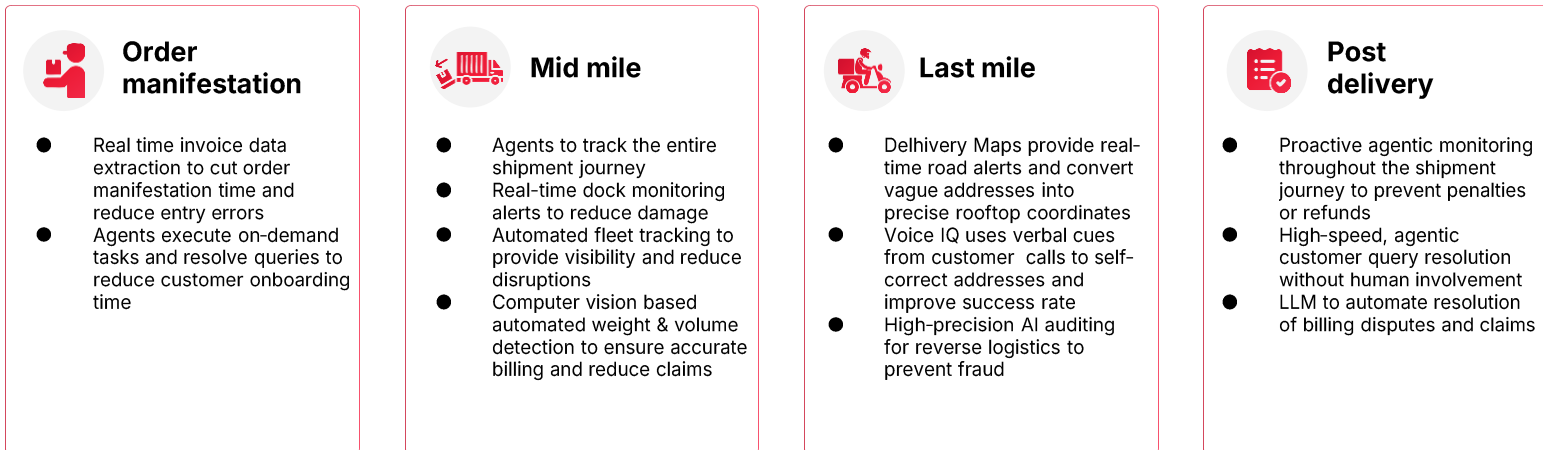 Order
manifestation
● Real time invoice data
extraction to cut order
manifestation time and
reduce entry errors
● Agents execute on-demand
tasks and resolve queries to
reduce customer onboarding
time
Mid mile
● Agents to track the entire
shipment journey
● Real-time dock monitoring
alerts to reduce damage
● Automated fleet tracking to
provide visibility and reduce
disruptions
● Computer vision based
automated weight & volume
detection to ensure accurate
billing and reduce claims
Last mile
● Delhivery Maps provide real-
time road alerts and convert
vague addresses into
precise rooftop coordinates
● Voice IQ uses verbal cues
from customer calls to self-
correct addresses and
improve success rate
● High-precision AI auditing
for reverse logistics to
prevent fraud
Post
delivery
● Proactive agentic monitoring
throughout the shipment
journey to prevent penalties
or refunds
● High-speed, agentic
customer query resolution
without human involvement
● LLM to automate resolution
of billing disputes and claims